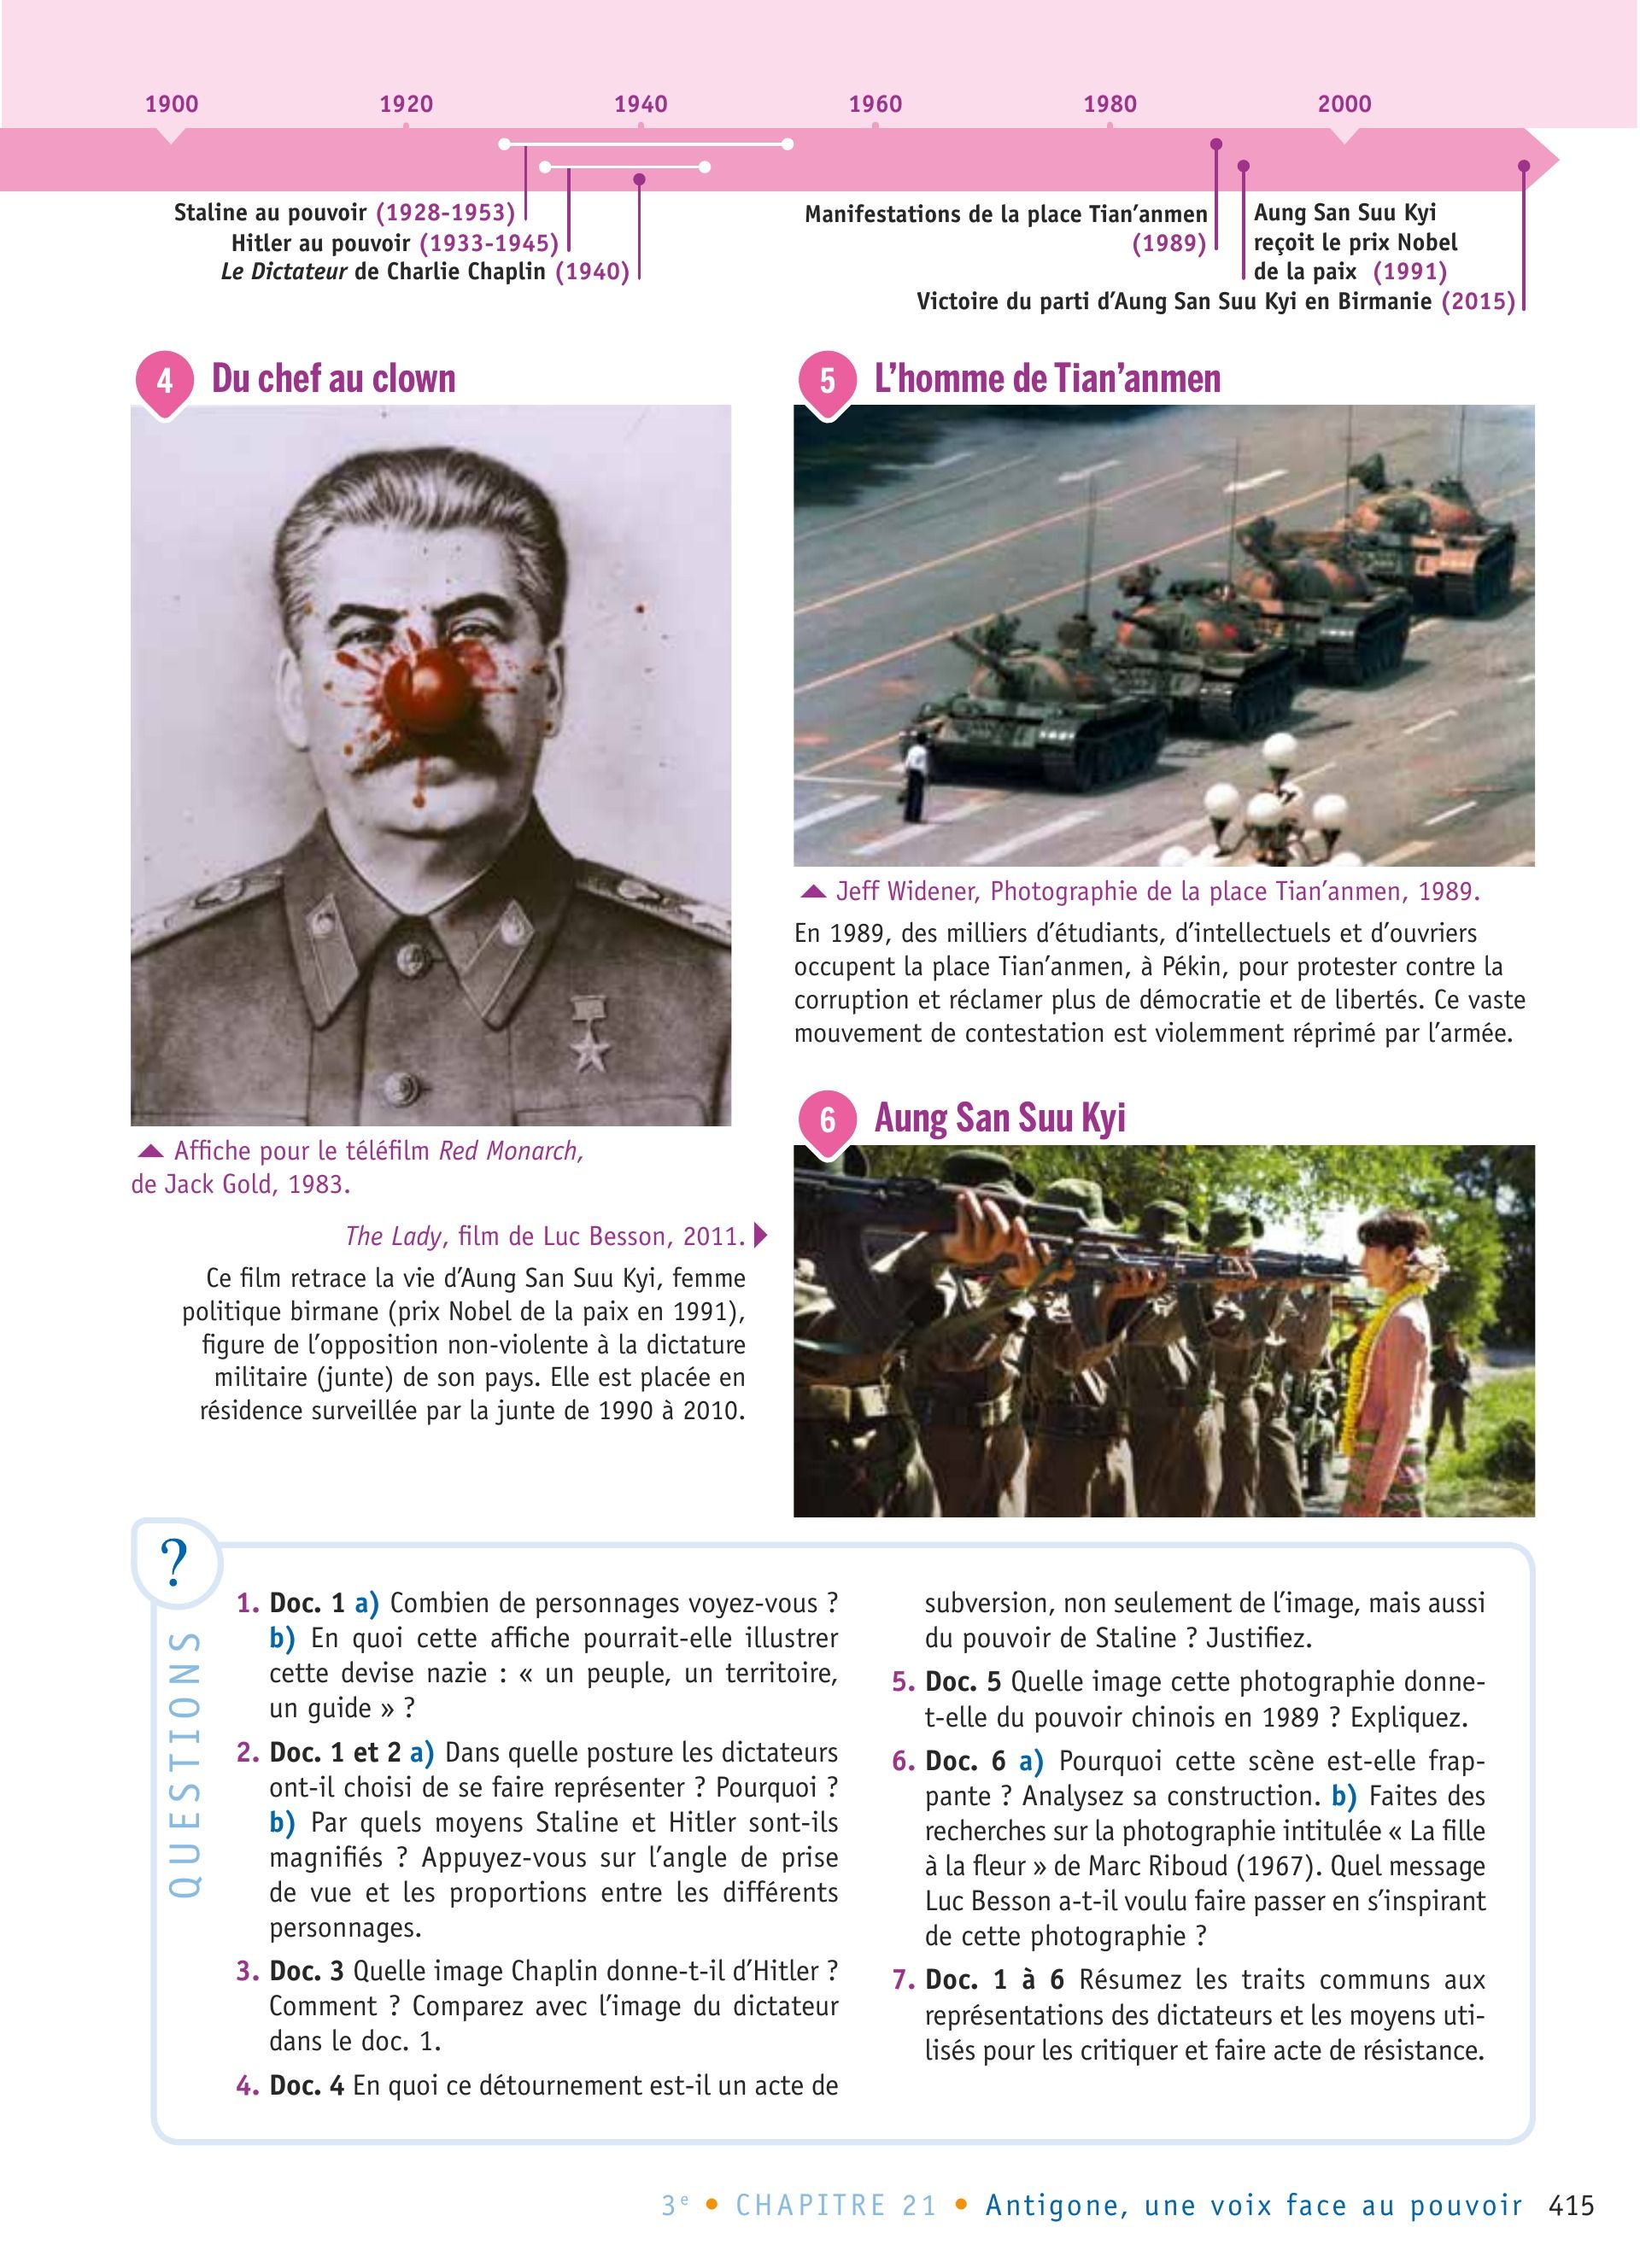 1900 1920 1940 1960 1980 2000
Staline au pouvoir (1928-1953)
Hitler au pouvoir (1933-1945)
Le Dictateur de Charlie Chaplin (1940)
Manifestations de la place Tian’anmen
(1989)
Aung San Suu Kyi
reçoit le prix Nobel
de la paix (1991)
Victoire du parti d’Aung San Suu Kyi en Birmanie (2015)
4 Du chef au clown
▲ Affiche pour le téléfilm Red Monarch,
de Jack Gold, 1983.
5 L’homme de Tian’anmen
▲ Jeff Widener, Photographie de la place Tian’anmen, 1989.
En 1989, des milliers d’étudiants, d’intellectuels et d’ouvriers
occupent la place Tian’anmen, à Pékin, pour protester contre la
corruption et réclamer plus de démocratie et de libertés. Ce vaste
mouvement de contestation est violemment réprimé par l’armée.
6 Aung San Suu Kyi
The Lady, film de Luc Besson, 2011. ▶
Ce film retrace la vie d’Aung San Suu Kyi, femme
politique birmane (prix Nobel de la paix en 1991),
figure de l’opposition non-violente à la dictature
militaire (junte) de son pays. Elle est placée en
résidence surveillée par la junte de 1990 à 2010.
?
QUESTIONS
1. Doc. 1 a) Combien de personnages voyez-vous ?
b) En quoi cette affiche pourrait-elle illustrer
cette devise nazie : « un peuple, un territoire,
un guide » ?
2. Doc. 1 et 2 a) Dans quelle posture les dictateurs
ont-il choisi de se faire représenter ? Pourquoi ?
b) Par quels moyens Staline et Hitler sont-ils
magnifiés ? Appuyez-vous sur l’angle de prise
de vue et les proportions entre les différents
personnages.
3. Doc. 3 Quelle image Chaplin donne-t-il d’Hitler ?
Comment ? Comparez avec l’image du dictateur
dans le doc. 1.
4. Doc. 4 En quoi ce détournement est-il un acte de
subversion, non seulement de l’image, mais aussi
du pouvoir de Staline ? Justifiez.
5. Doc. 5 Quelle image cette photographie donne-
t-elle du pouvoir chinois en 1989 ? Expliquez.
6. Doc. 6 a) Pourquoi cette scène est-elle frap-
pante ? Analysez sa construction. b) Faites des
recherches sur la photographie intitulée « La fille
à la fleur » de Marc Riboud (1967). Quel message
Luc Besson a-t-il voulu faire passer en s’inspirant
de cette photographie ?
7. Doc. 1 à 6 Résumez les traits communs aux
représentations des dictateurs et les moyens uti-
lisés pour les critiquer et faire acte de résistance.
3e • CHAPITRE 21 • Antigone, une voix face au pouvoir 415